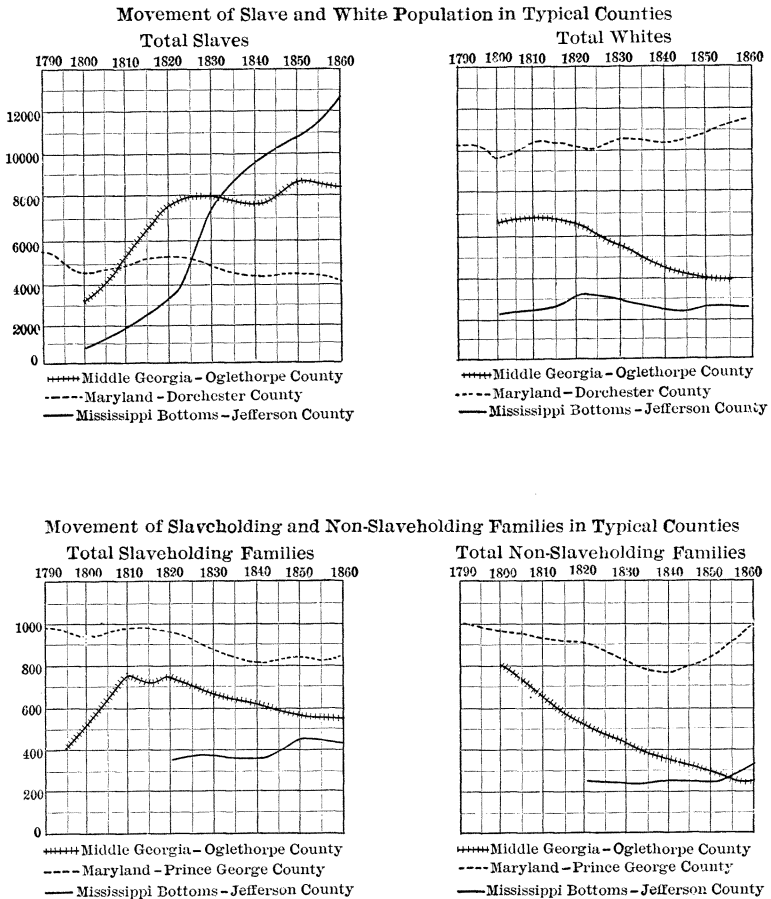 Movement of Slave and White Population in Typical Counties
Total Slaves
1790 1800 1810 1820 1830 1840 1850 1860
12000
10000
8000
6000
4000
2000
0
Middle Georgia–Oglethorpe County
Maryland–Dorchester County
Mississippi Bottoms–Jefferson County
Total Whites
1790 1800 1810 1820 1830 1840 1850 1860
Middle Georgia–Oglethorpe County
Maryland–Dorchester County
Mississippi Bottoms–Jefferson County
Movement of Slaveholding and Non-Slaveholding Families in Typical Counties
Total Slaveholding Families
1790 1800 1810 1820 1830 1840 1850 1860
1000
800
600
400
200
0
Middle Georgia–Oglethorpe County
Maryland–Prince George County
Mississippi Bottoms–Jefferson County
Total Non-Slaveholding Families
1790 1800 1810 1820 1830 1840 1850 1860
Middle Georgia–Oglethorpe County
Maryland–Prince George County
Mississippi Bottoms–Jefferson County